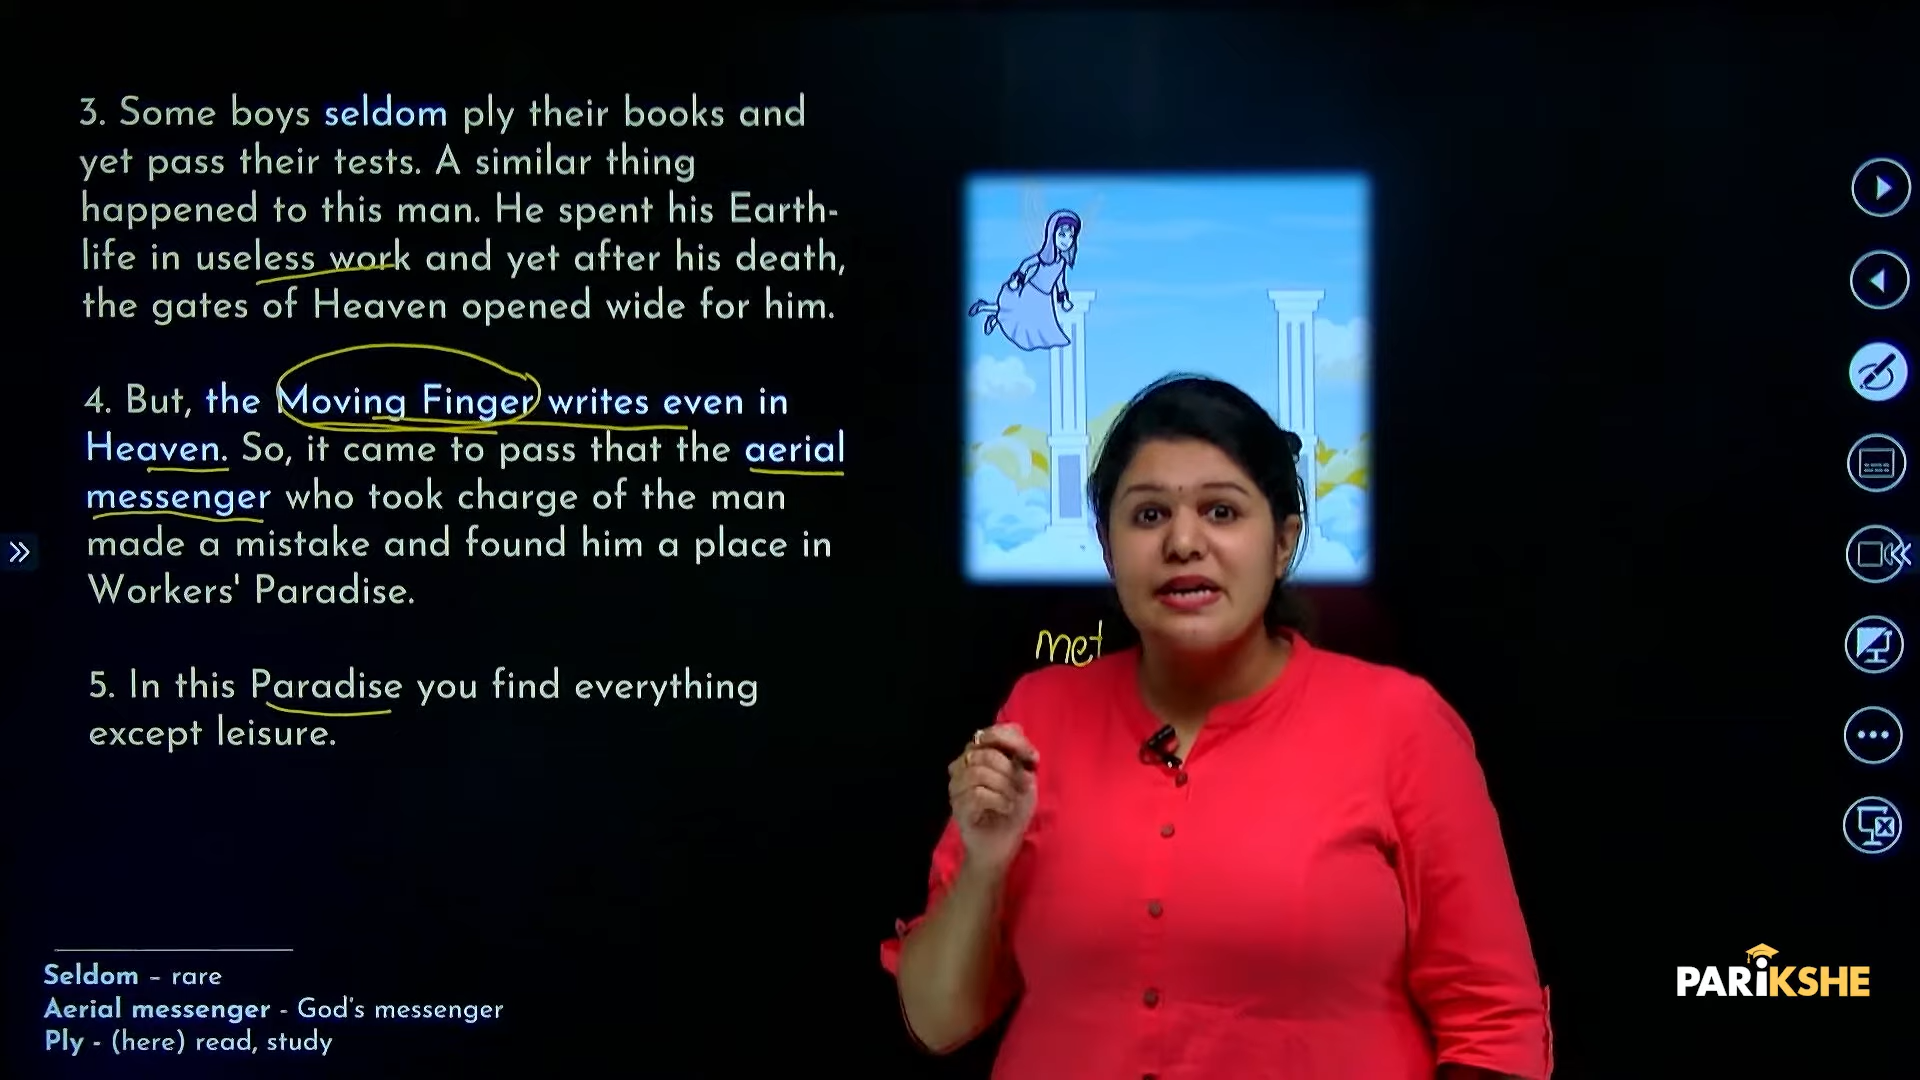 3. Some boys seldom ply their books and
yet pass their tests. A similar thing
happened to this man. He spent his Earth-
life in useless work and yet after his death,
the gates of Heaven opened wide for him.
4. But, the Moving Finger writes even in
Heaven. So, it came to pass that the aerial
messenger who took charge of the man
made a mistake and found him a place in
Workers' Paradise.
5. In this Paradise you find everything
except leisure.
met
Seldom – rare
Aerial messenger - God's messenger
Ply - (here) read, study
PARiKSHE